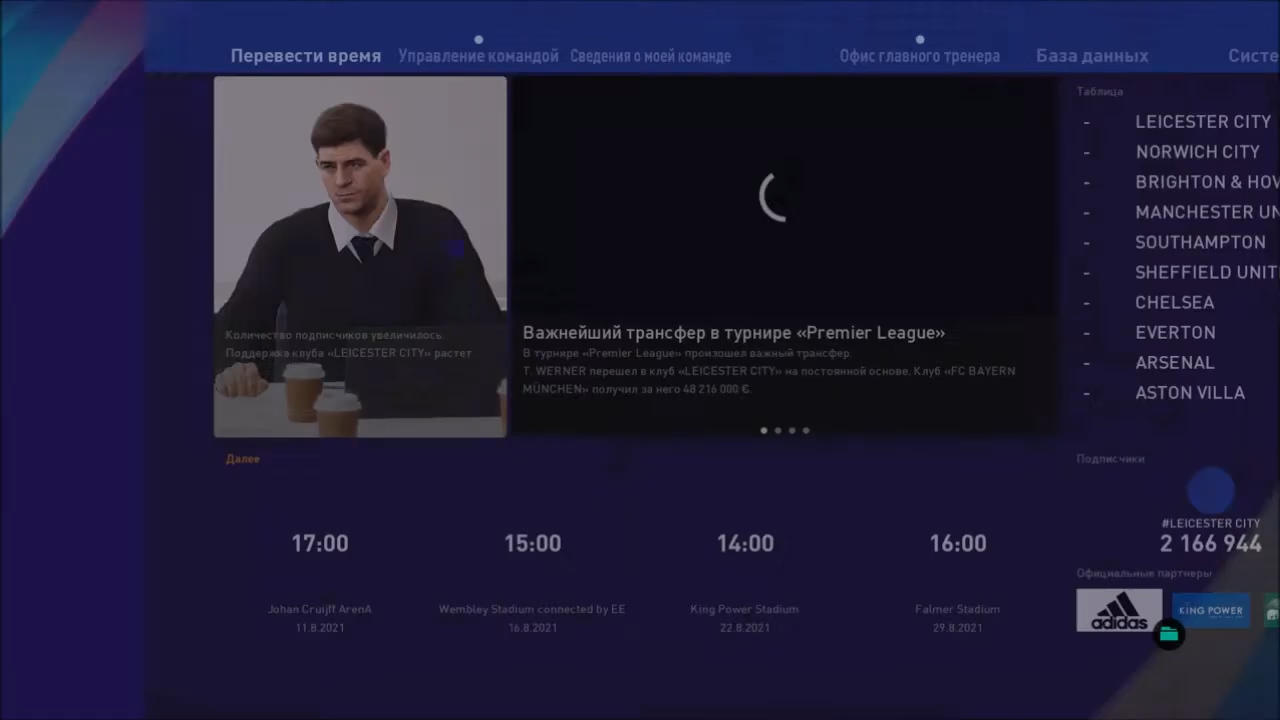 Перевести время
Управление командой
Сведения о моей команде
Офис главного тренера
База данных
Систе
Количество подписчиков увеличилось.
Поддержка клуба «LEICESTER CITY» растет
Важнейший трансфер в турнире «Premier League»
В турнире «Premier League» произошел важный трансфер.
T. WERNER перешел в клуб «LEICESTER CITY» на постоянной основе. Клуб «FC BAYERN
MÜNCHEN» получил за него 48 216 000 €.
Таблица
- LEICESTER CITY
- NORWICH CITY
- BRIGHTON & HOV
- MANCHESTER UN
- SOUTHAMPTON
- SHEFFIELD UNIT
- CHELSEA
- EVERTON
- ARSENAL
- ASTON VILLA
Далее
17:00
Johan Cruijff ArenA
11.8.2021
15:00
Wembley Stadium connected by EE
16.8.2021
14:00
King Power Stadium
22.8.2021
16:00
Falmer Stadium
29.8.2021
Подписчики
#LEICESTER CITY
2 166 944
Официальные партнеры
adidas
KING POWER